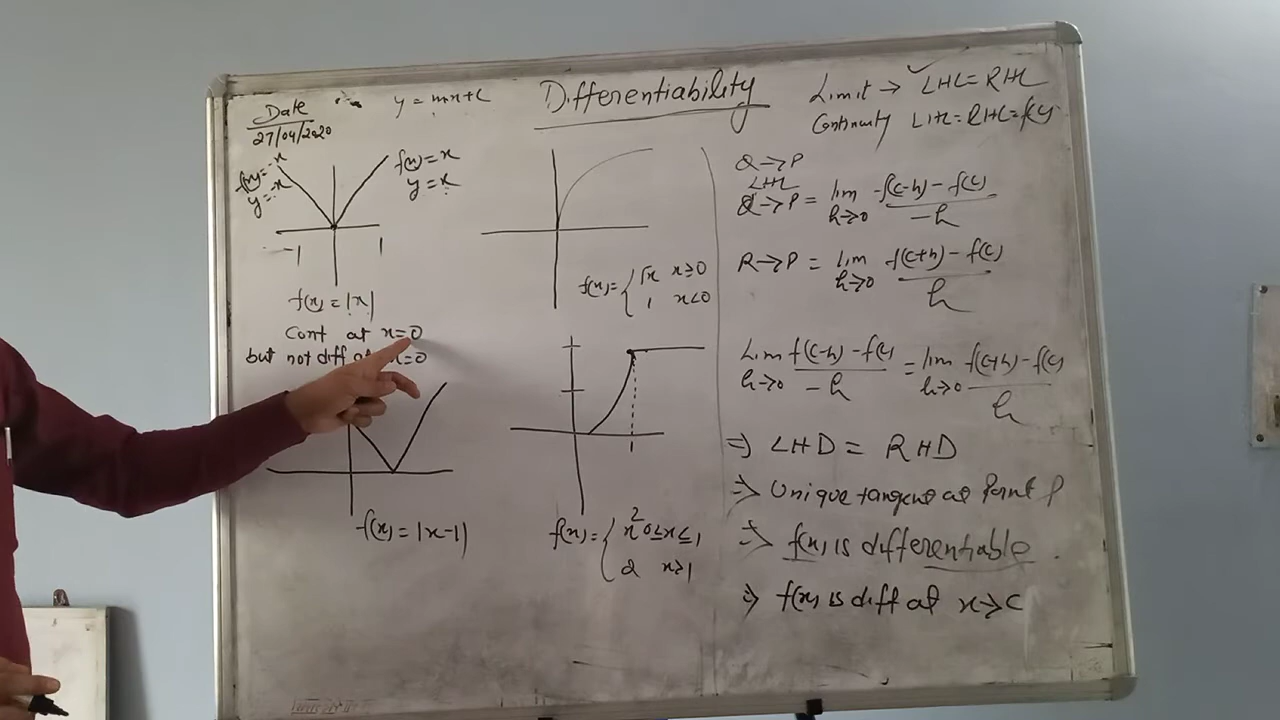 Differentiability
Date
27/04/2020
y = mx+c
Limit → LHL = RHL
Continuity LHL = RHL = f(c)
f(x) = -x
y = -x
f(x) = x
y = x
-1 1
f(x) = |x|
Cont at x=0
but not diff at x=0
f(x) = |x-1|
f(x) = { √x x≥0
1 x<0
f(x) = { x² 0≤x≤1
2 x≥1
Q→P
LHL
Q→P = lim h→0 f(c-h) - f(c) / -h
R→P = lim h→0 f(c+h) - f(c) / h
Lim h→0 f(c-h) - f(c) / -h = lim h→0 f(c+h) - f(c) / h
⇒ LHD = RHD
⇒ Unique tangent at Point P
⇒ f(x) is differentiable.
⇒ f(x) is diff at x→c